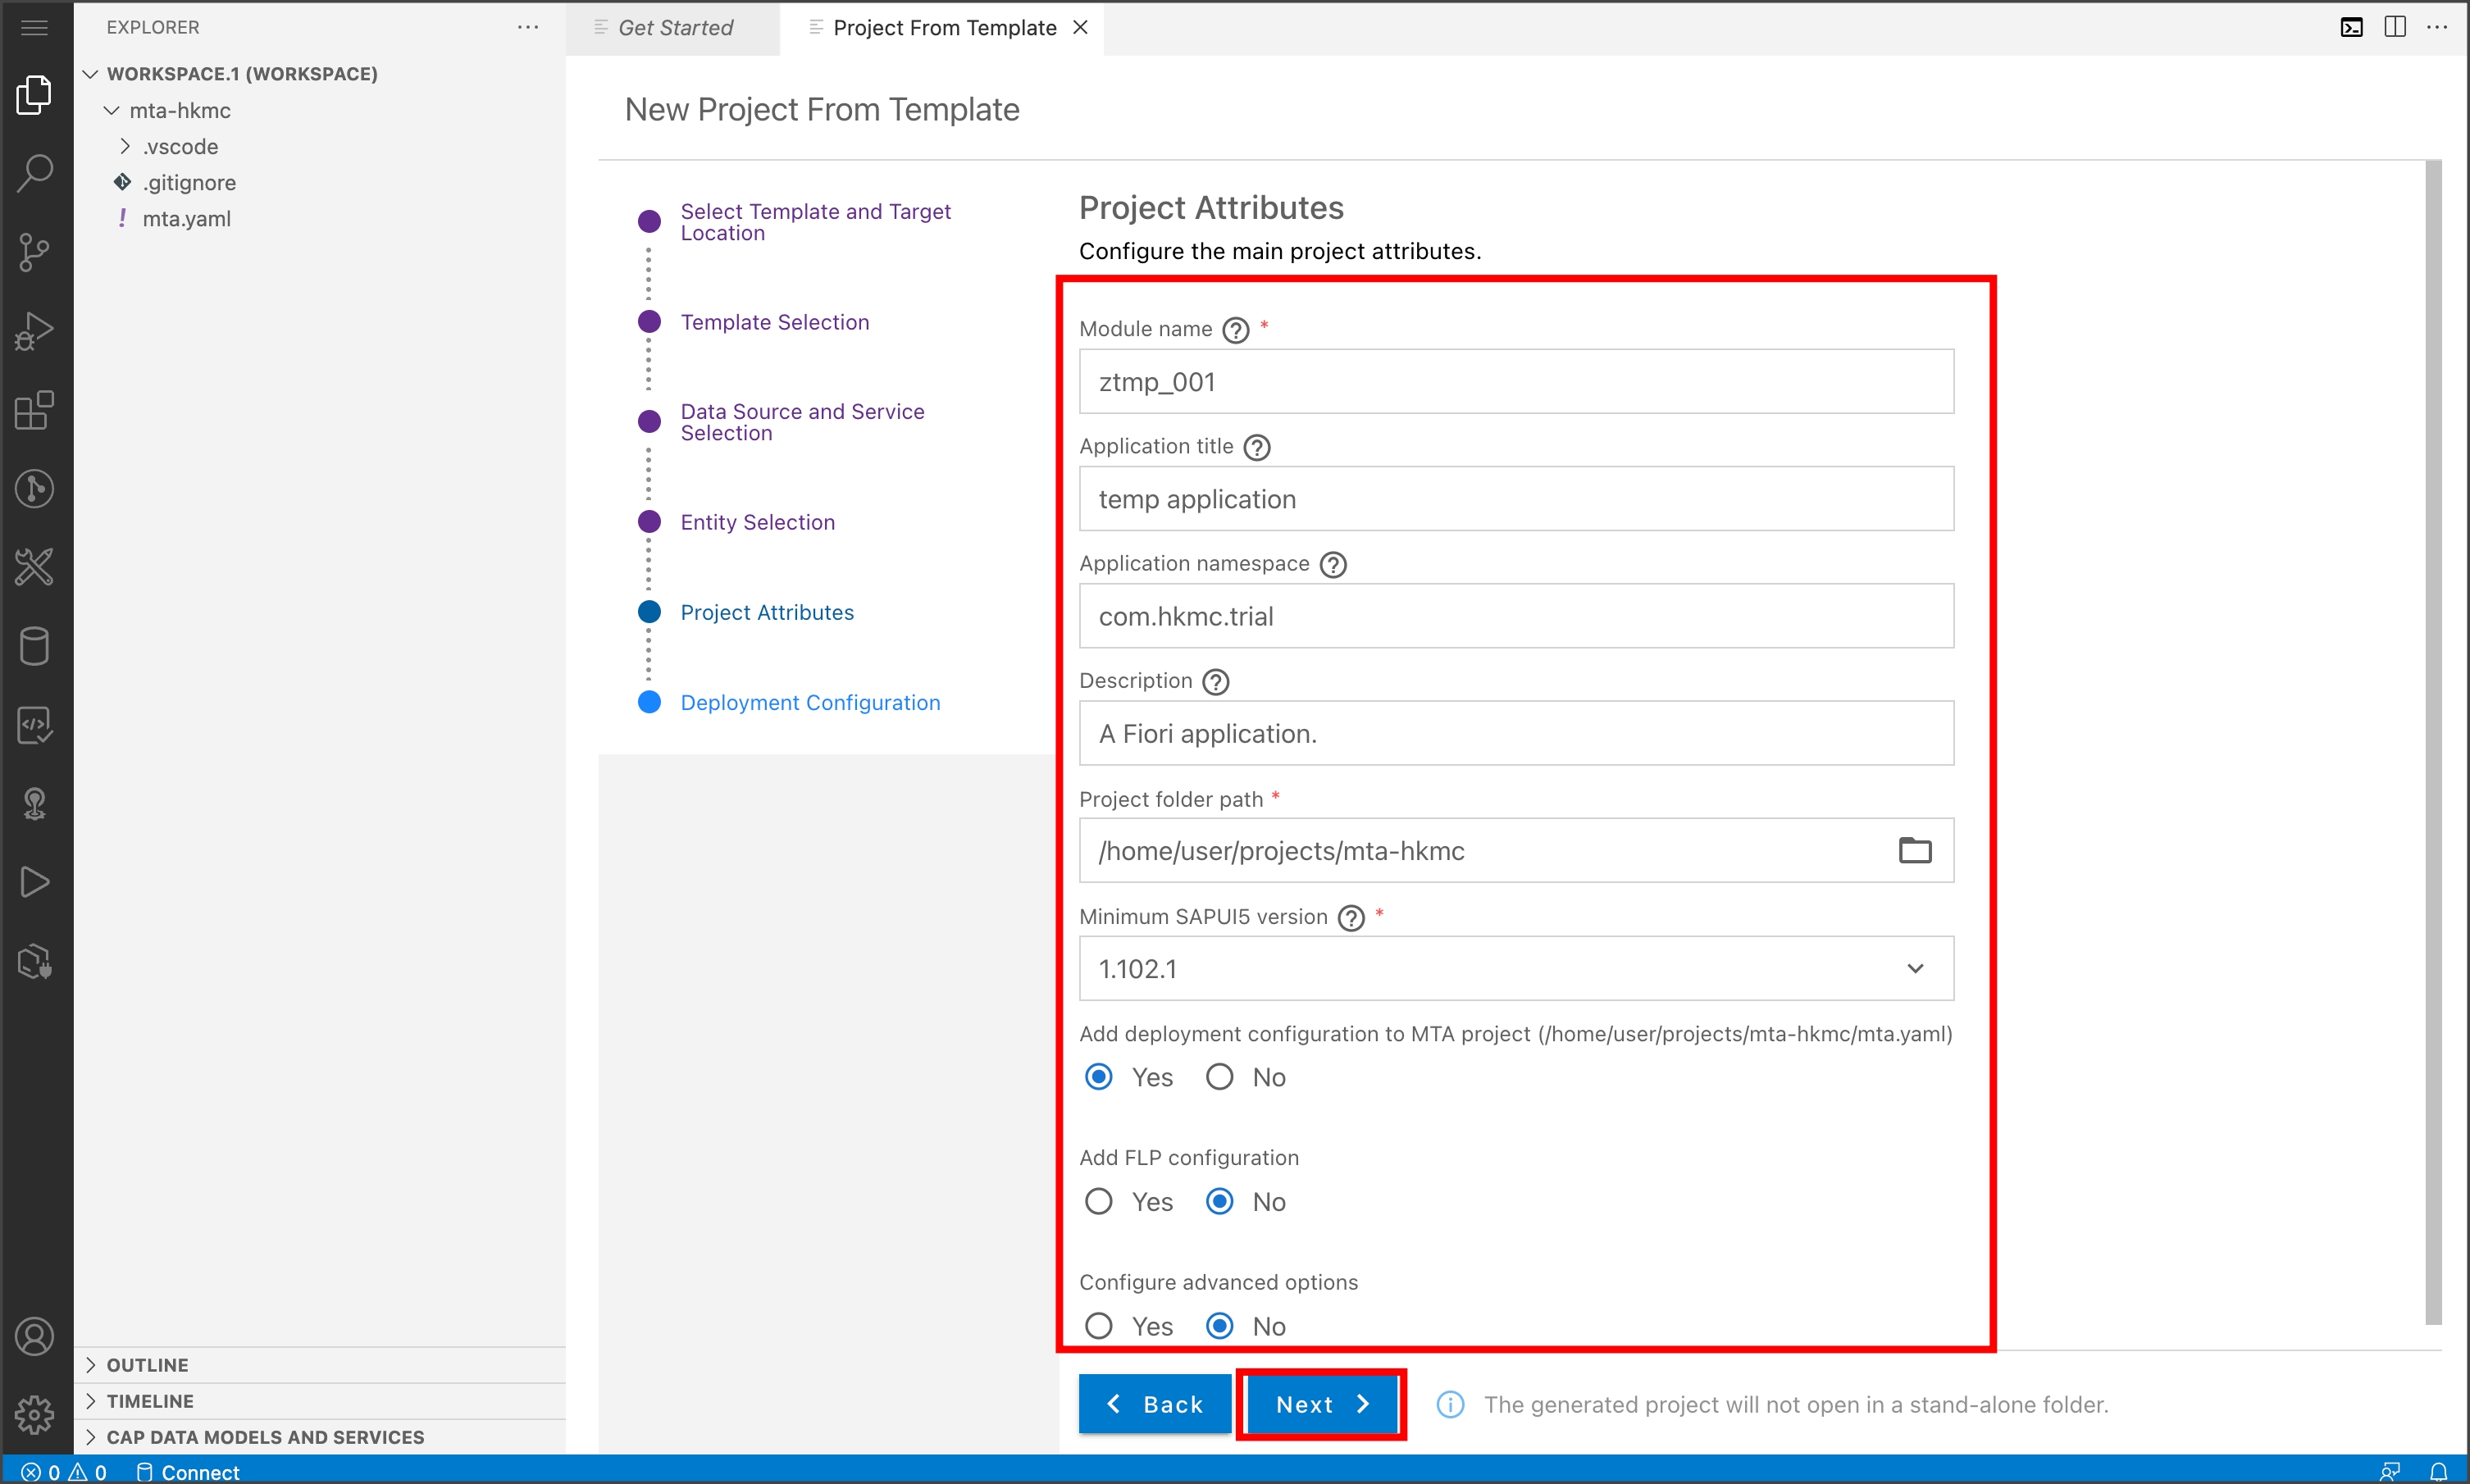 EXPLORER
Get Started
Project From Template
WORKSPACE.1 (WORKSPACE)
mta-hkmc
.vscode
.gitignore
mta.yaml
OUTLINE
TIMELINE
CAP DATA MODELS AND SERVICES
New Project From Template
Select Template and Target
Location
Template Selection
Data Source and Service
Selection
Entity Selection
Project Attributes
Deployment Configuration
Project Attributes
Configure the main project attributes.
Module name *
ztmp_001
Application title
temp application
Application namespace
com.hkmc.trial
Description
A Fiori application.
Project folder path *
/home/user/projects/mta-hkmc
Minimum SAPUI5 version *
1.102.1
Add deployment configuration to MTA project (/home/user/projects/mta-hkmc/mta.yaml)
Yes No
Add FLP configuration
Yes No
Configure advanced options
Yes No
Back Next The generated project will not open in a stand-alone folder.
0 0 Connect